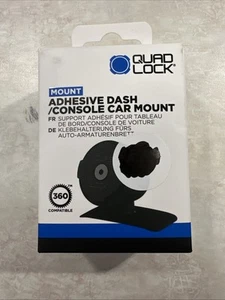 QUAD
LOCK®
MOUNT
ADHESIVE DASH
/CONSOLE CAR MOUNT
FR SUPPORT ADHÉSIF POUR TABLEAU
DE BORD/CONSOLE DE VOITURE
DE KLEBEHALTERUNG FÜRS
AUTO-ARMATURENBRETT
360
COMPATIBLE